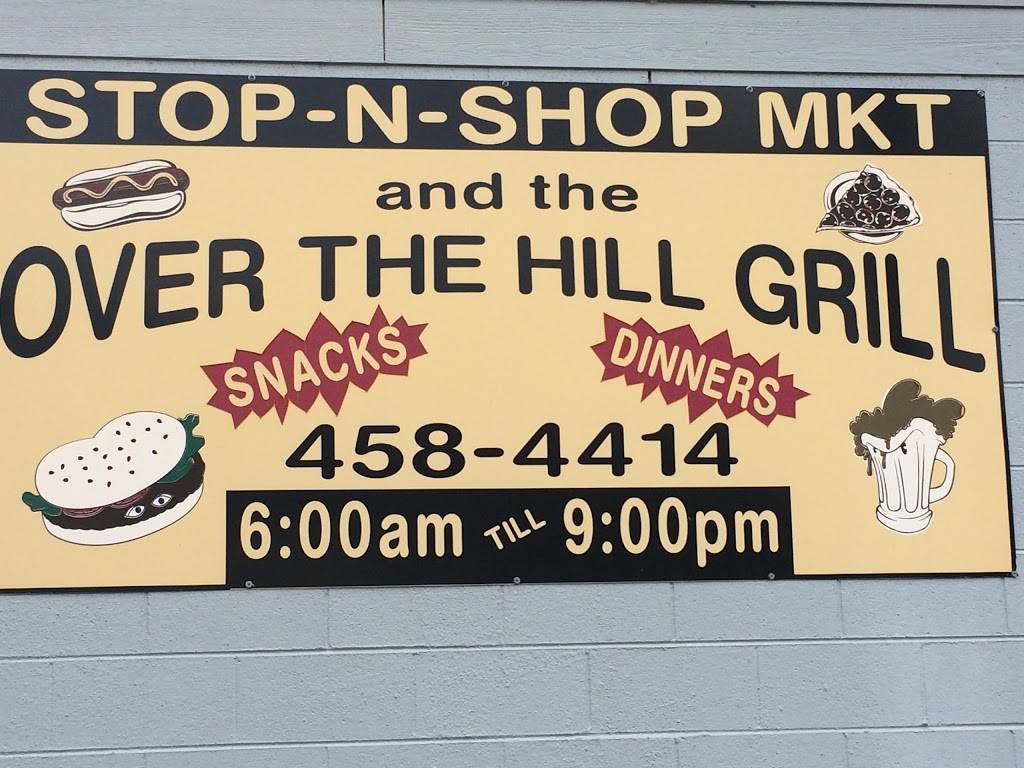 STOP-N-SHOP MKT
and the
OVER THE HILL GRILL
SNACKS
DINNERS
458-4414
6:00am TILL 9:00pm